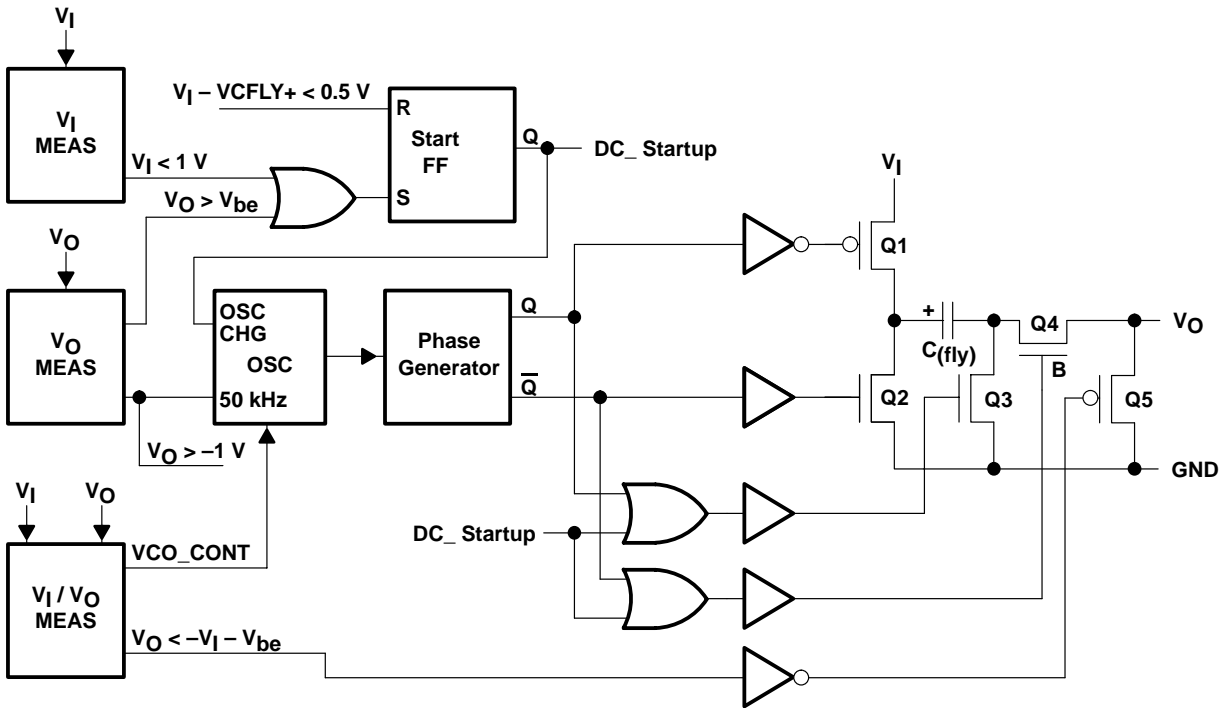 VI
VI
MEAS
VI < 1 V
VO > Vbe
VI – VCFLY+ < 0.5 V
R
S
Start
FF
Q
DC_ Startup
VO
VO
MEAS
VO > –1 V
OSC
CHG
OSC
50 kHz
Phase
Generator
Q
Q̅
VI
Q1
+
C(fly)
Q4
B
VO
Q2
Q3
Q5
GND
DC_ Startup
VI
VO
VI / VO
MEAS
VCO_CONT
VO < –VI – Vbe